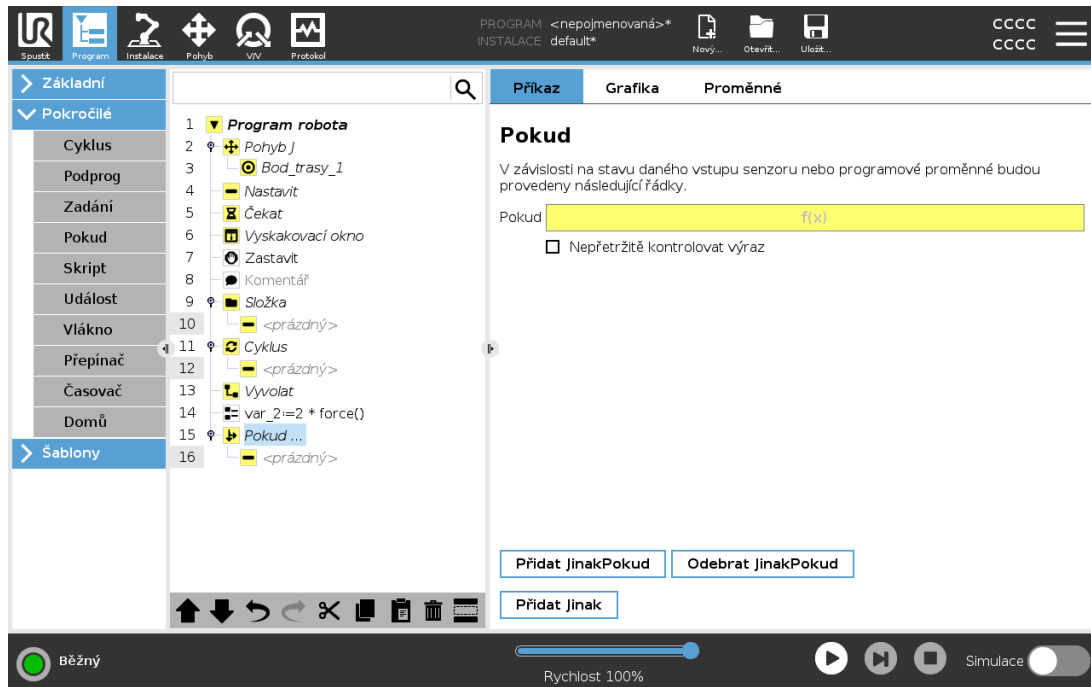 UR
PROGRAM <nepojmenovaná>*
INSTALACE default*
CCCC
CCCC
Spustit Program Instalace Pohyb V/V Protokol Nový... Otevřít... Uložit...
Základní
Pokročilé
Cyklus
Podprog
Zadání
Pokud
Skript
Událost
Vlákno
Přepínač
Časovač
Domů
Šablony
1 Program robota
2 Pohyb J
3 Bod_trasy_1
4 Nastavit
5 Čekat
6 Vyskakovací okno
7 Zastavit
8 Komentář
9 Složka
10 <prázdný>
11 Cyklus
12 <prázdný>
13 Vyvolat
14 var_2:=2 * force()
15 Pokud ...
16 <prázdný>
Příkaz Grafika Proměnné
Pokud
V závislosti na stavu daného vstupu senzoru nebo programové proměnné budou
provedeny následující řádky.
Pokud f(x)
Nepřetržitě kontrolovat výraz
Přidat JinakPokud Odebrat JinakPokud
Přidat Jinak
Běžný
Rychlost 100%
Simulace